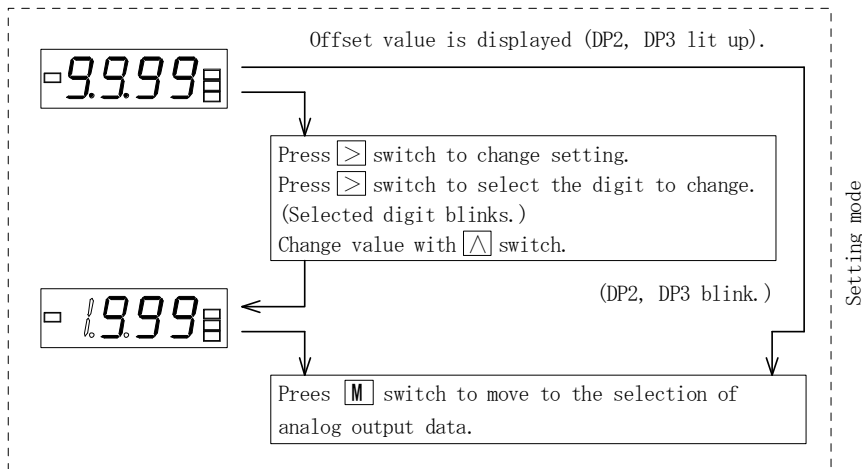 Offset value is displayed (DP2, DP3 lit up).
-9.9.99
Press > switch to change setting.
Press > switch to select the digit to change.
(Selected digit blinks.)
Change value with ∧ switch.
(DP2, DP3 blink.)
- 1.9.99
Prees M switch to move to the selection of
analog output data.
Setting mode